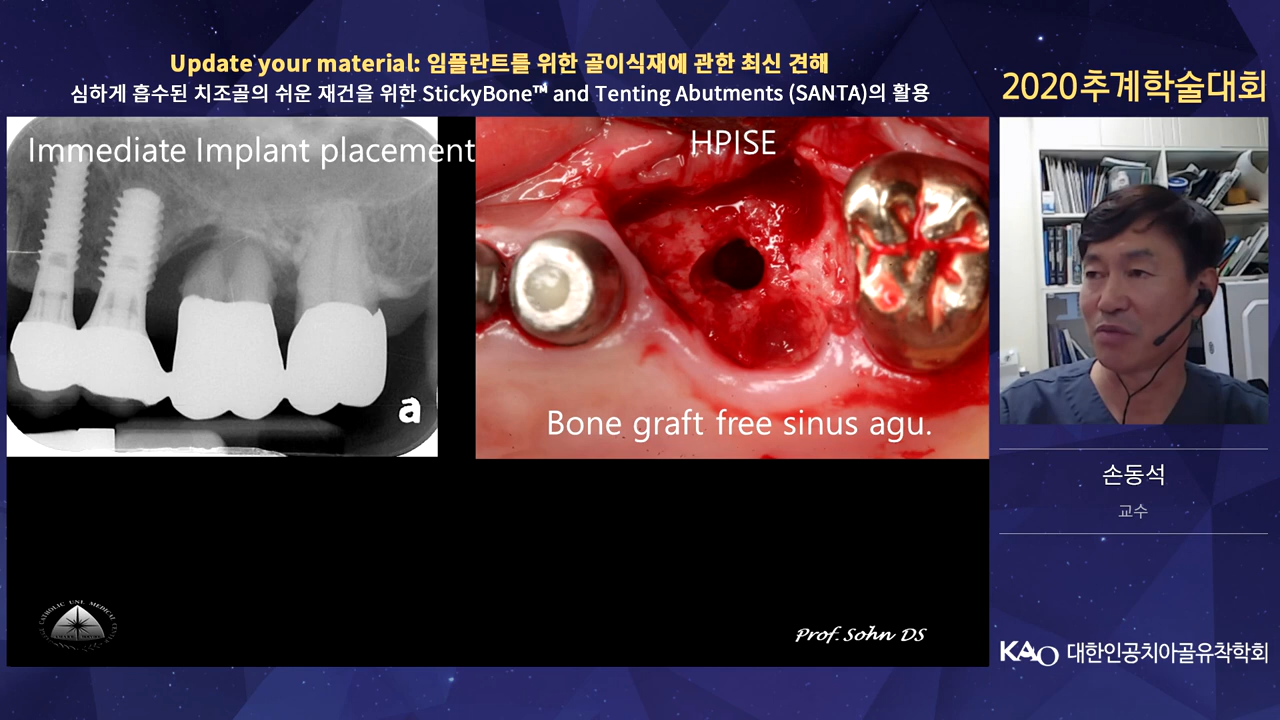 Update your material: 임플란트를 위한 골이식재에 관한 최신 견해
심하게 흡수된 치조골의 쉬운 재건을 위한 StickyBone™ and Tenting Abutments (SANTA)의 활용
2020추계학술대회
Immediate Implant placement
HPISE
a
Bone graft free sinus agu.
손동석
교수
Prof. Sohn DS
KAO 대한인공치아골유착학회